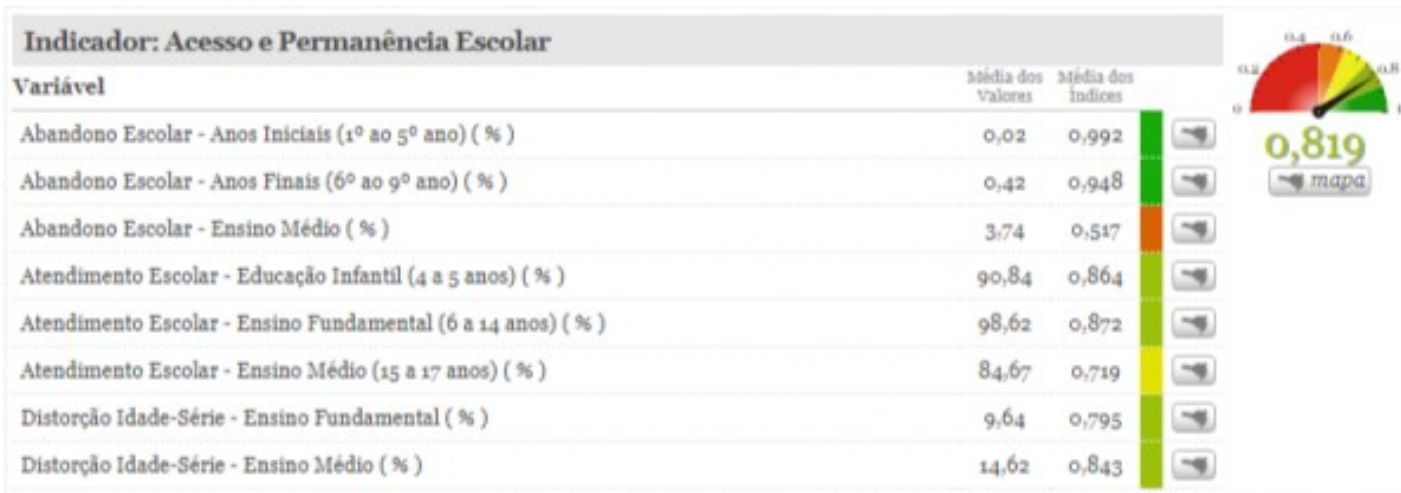 Indicador: Acesso e Permanência Escolar
Variável Média dos Valores Média dos Índices
Abandono Escolar - Anos Iniciais (1º ao 5º ano) ( % ) 0,02 0,992
Abandono Escolar - Anos Finais (6º ao 9º ano) ( % ) 0,42 0,948
Abandono Escolar - Ensino Médio ( % ) 3,74 0,517
Atendimento Escolar - Educação Infantil (4 a 5 anos) ( % ) 90,84 0,864
Atendimento Escolar - Ensino Fundamental (6 a 14 anos) ( % ) 98,62 0,872
Atendimento Escolar - Ensino Médio (15 a 17 anos) ( % ) 84,67 0,719
Distorção Idade-Série - Ensino Fundamental ( % ) 9,64 0,795
Distorção Idade-Série - Ensino Médio ( % ) 14,62 0,843
0 0.2 0.4 0.6 0.8
0,819
mapa